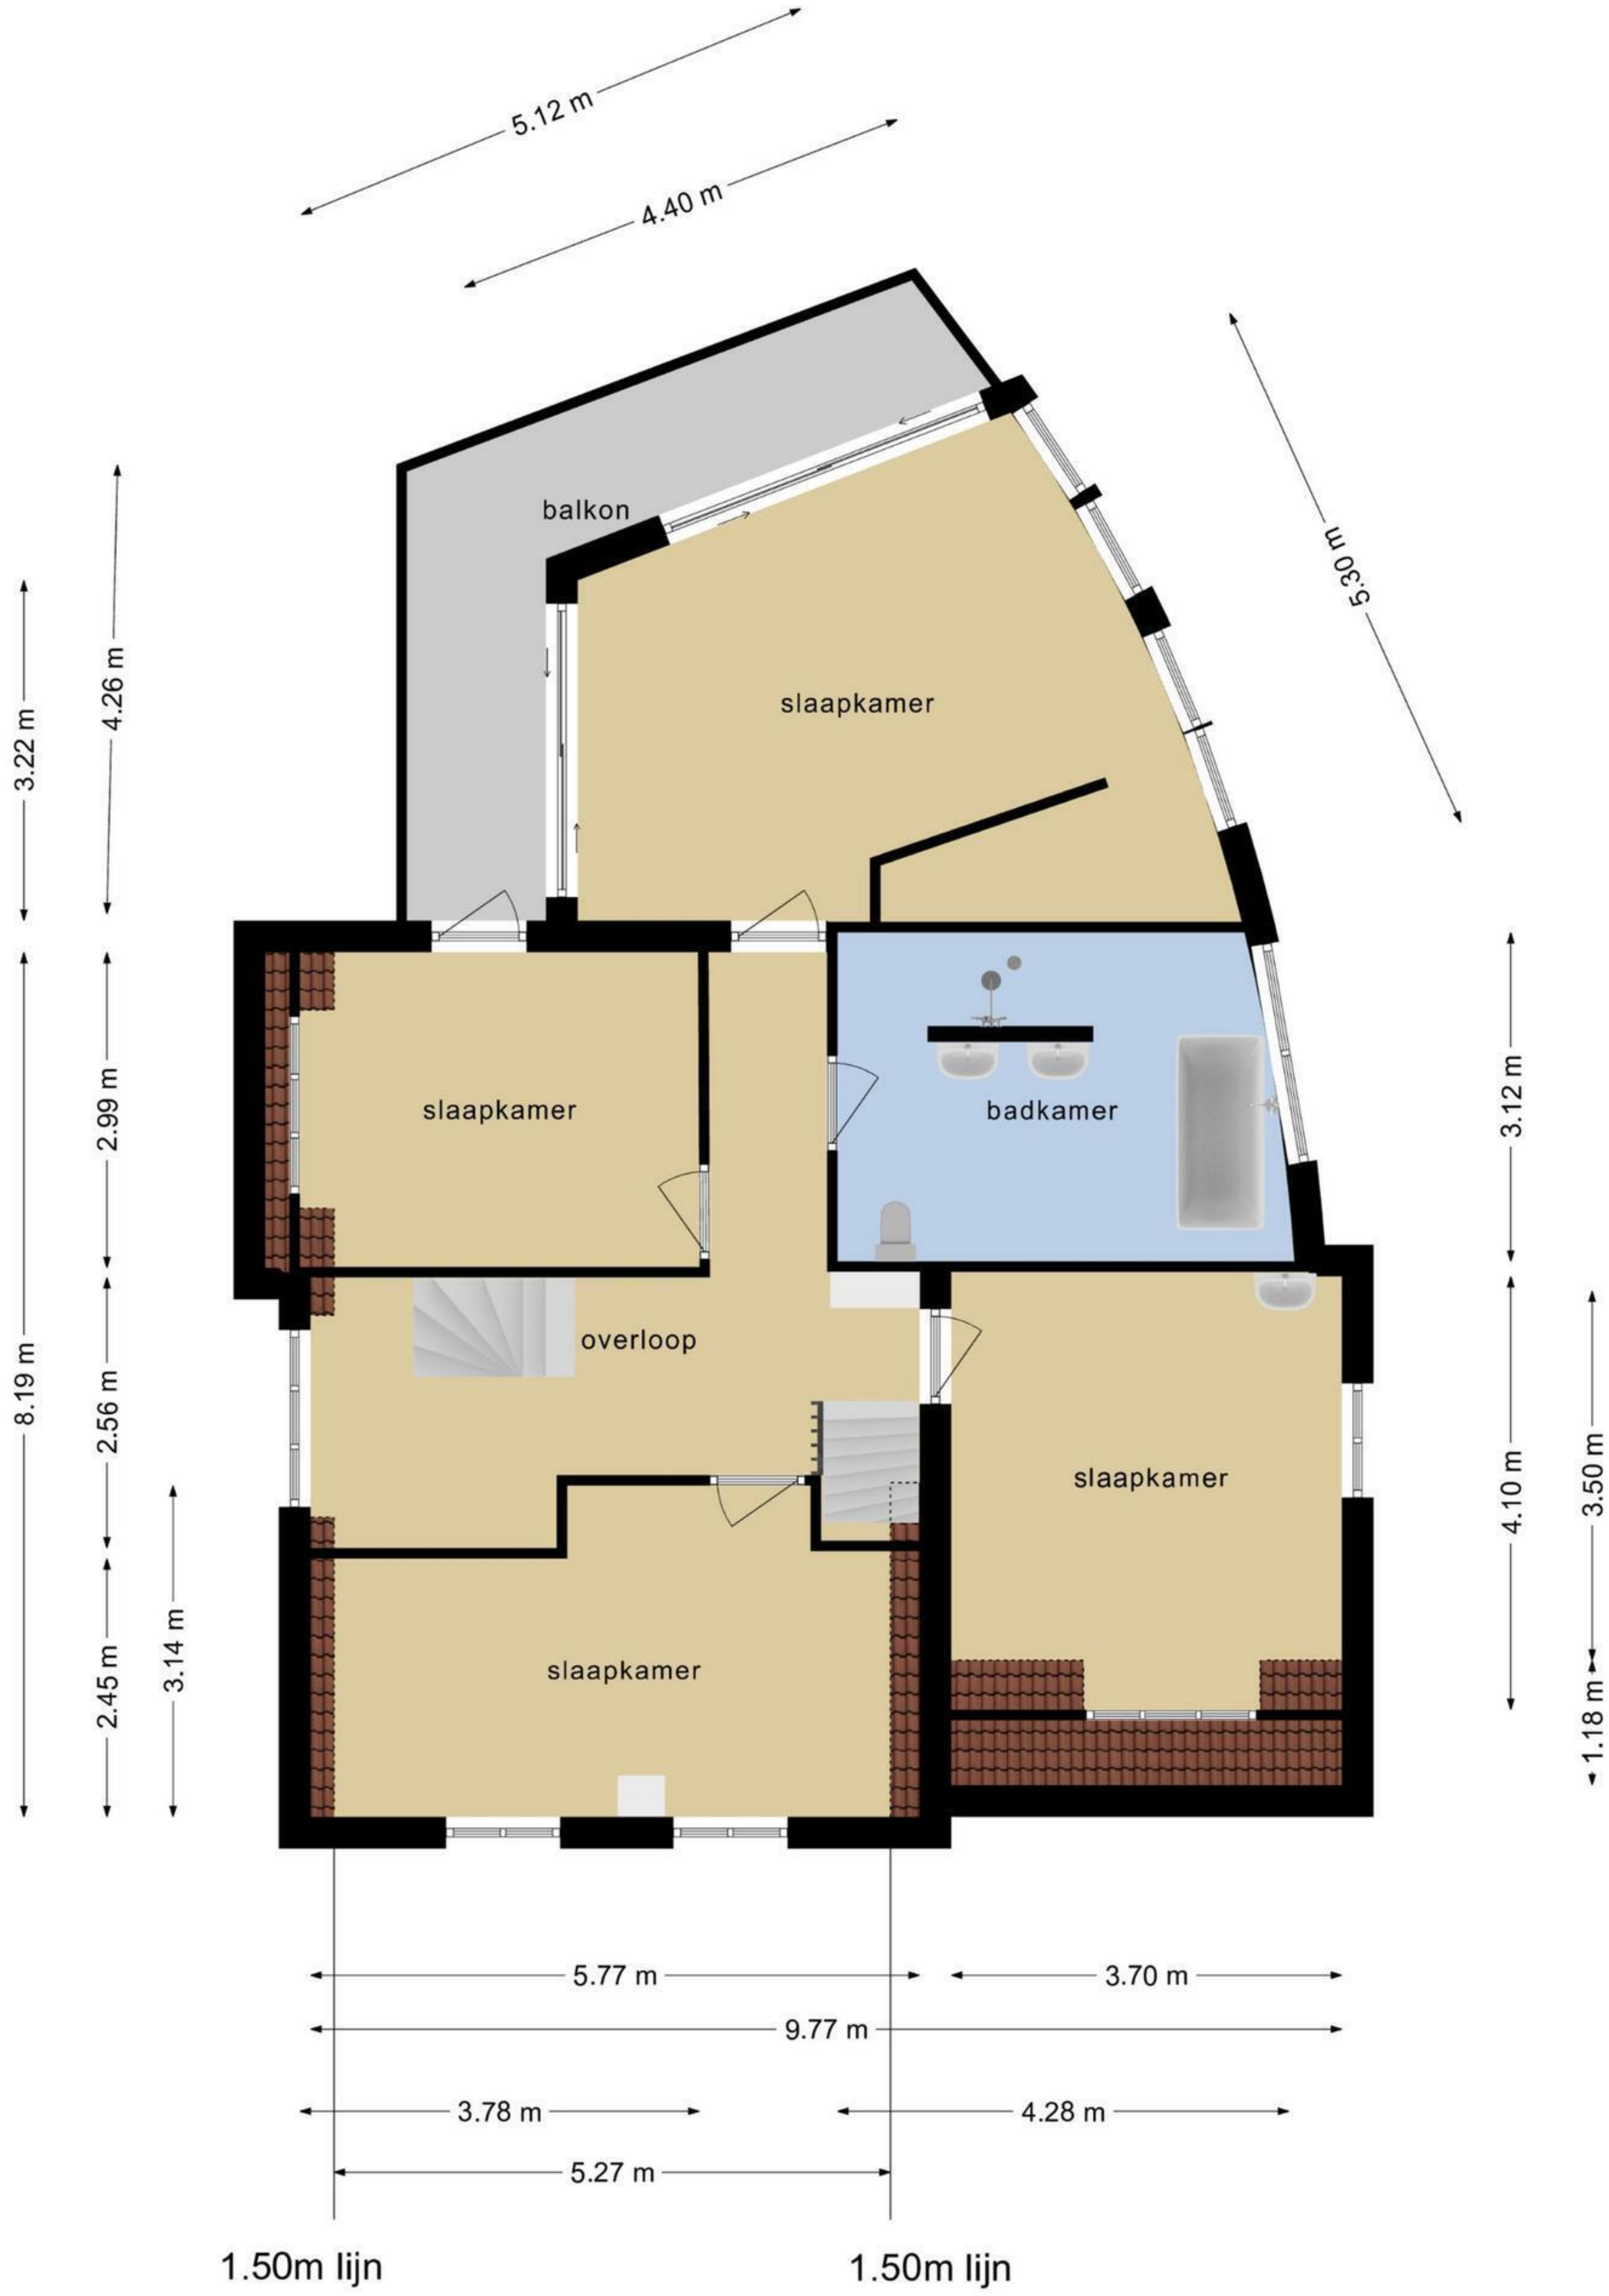 5.12 m
4.40 m
5.30 m
4.26 m
3.22 m
balkon
slaapkamer
2.99 m
slaapkamer
badkamer
3.12 m
8.19 m
2.56 m
overloop
slaapkamer
4.10 m
3.50 m
2.45 m
3.14 m
slaapkamer
1.18 m
5.77 m
3.70 m
9.77 m
3.78 m
4.28 m
5.27 m
1.50m lijn
1.50m lijn